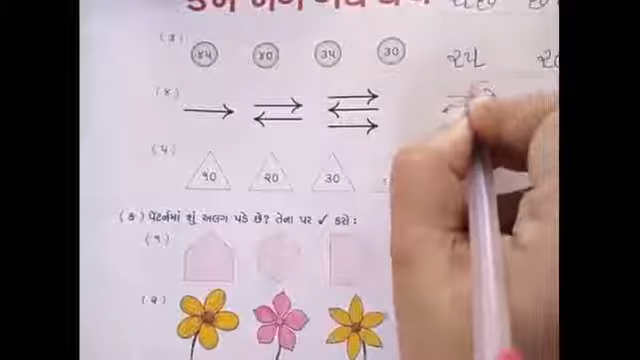 (૩) ૪૫ ૪૦ ૩૫ ૩૦ ૨૫
(૪)
(૫) ૧૦ ૨૦ ૩૦
(ક) પેટર્નમાં શું અલગ પડે છે? તેના પર ✓ કરો :
(૧)
(૨)